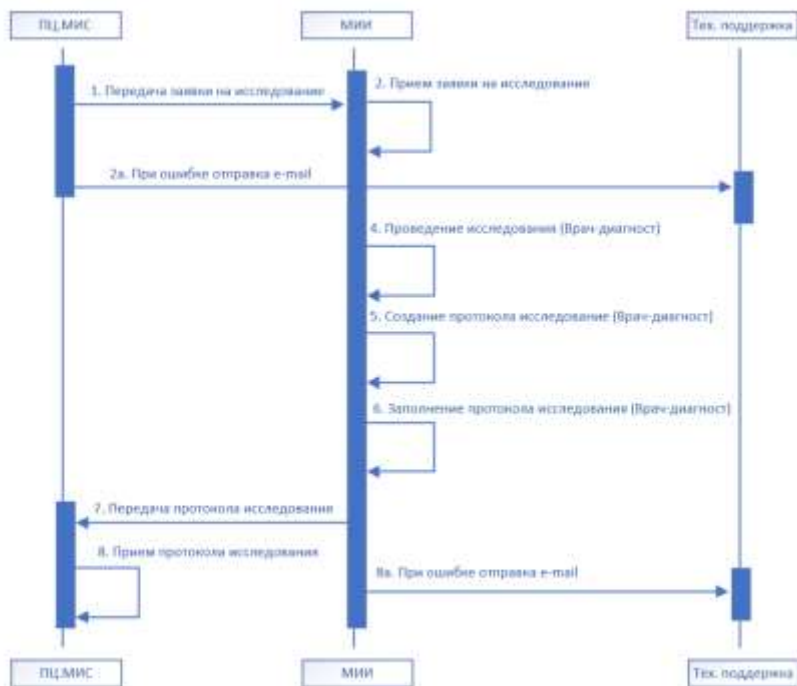 ПЦ.МИС
МИИ
Тех. поддержка
1. Передача заявки на исследование
2. Прием заявки на исследование
2а. При ошибке отправка e-mail
4. Проведение исследования (Врач-диагност)
5. Создание протокола исследование (Врач-диагност)
6. Заполнение протокола исследования (Врач-диагност)
7. Передача протокола исследования
8. Прием протокола исследования
8а. При ошибке отправка e-mail
ПЦ.МИС
МИИ
Тех. поддержка